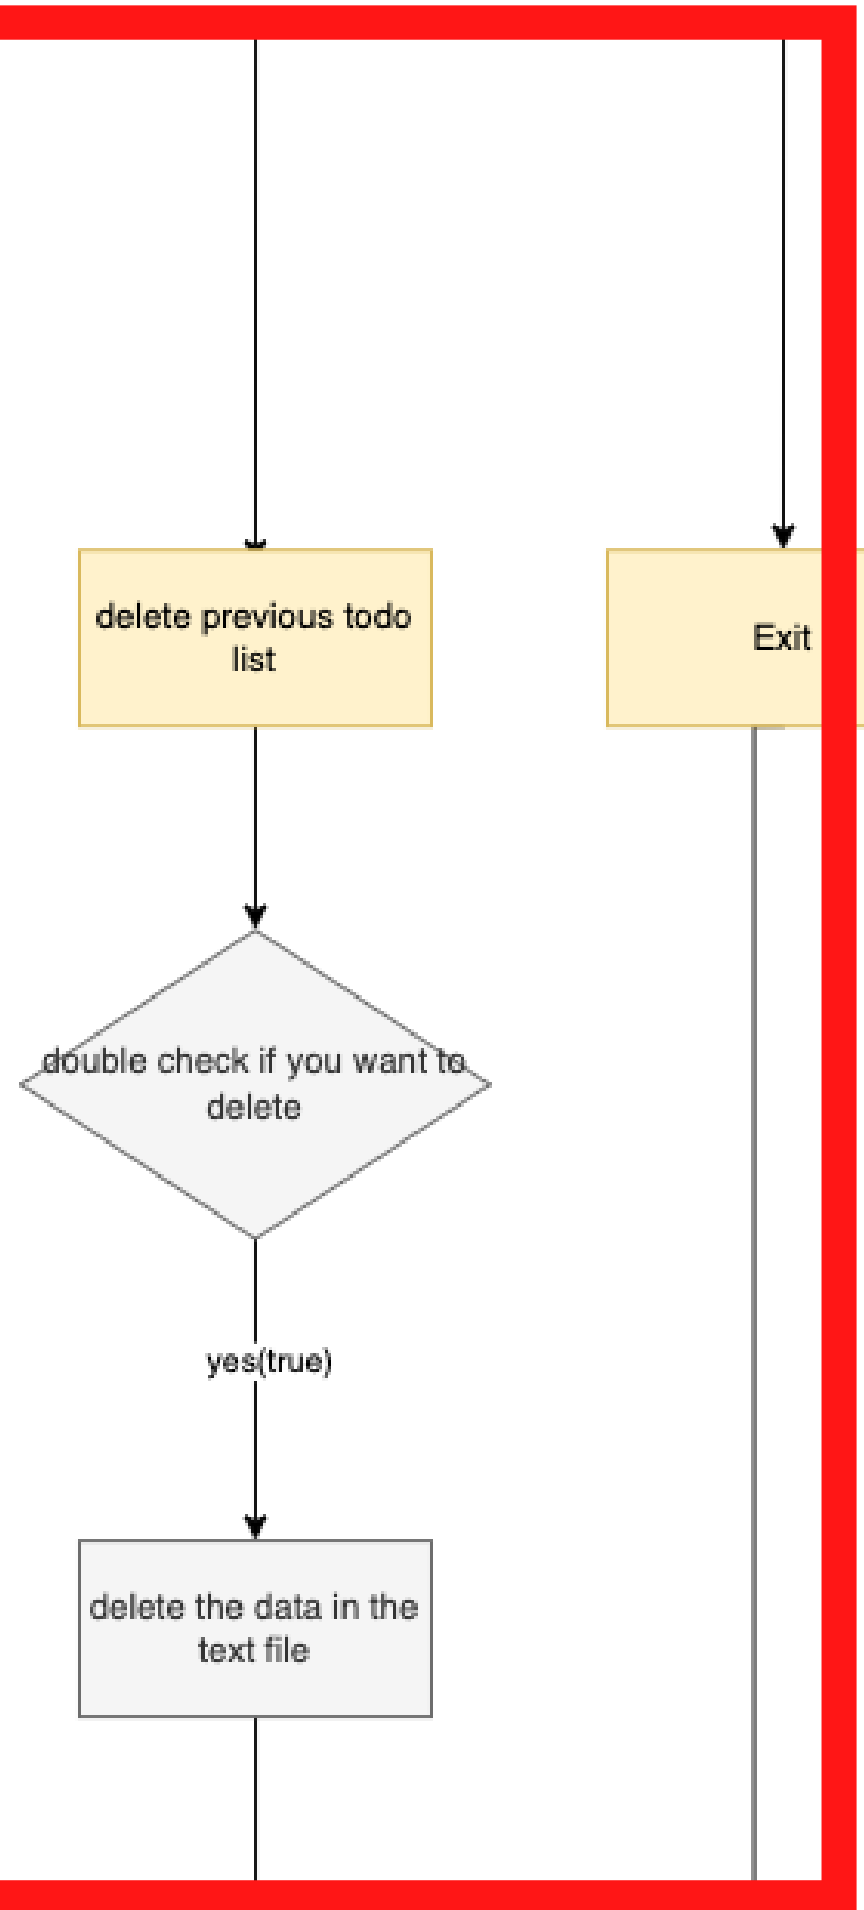 delete previous todo
list
Exit
double check if you want to
delete
yes(true)
delete the data in the
text file